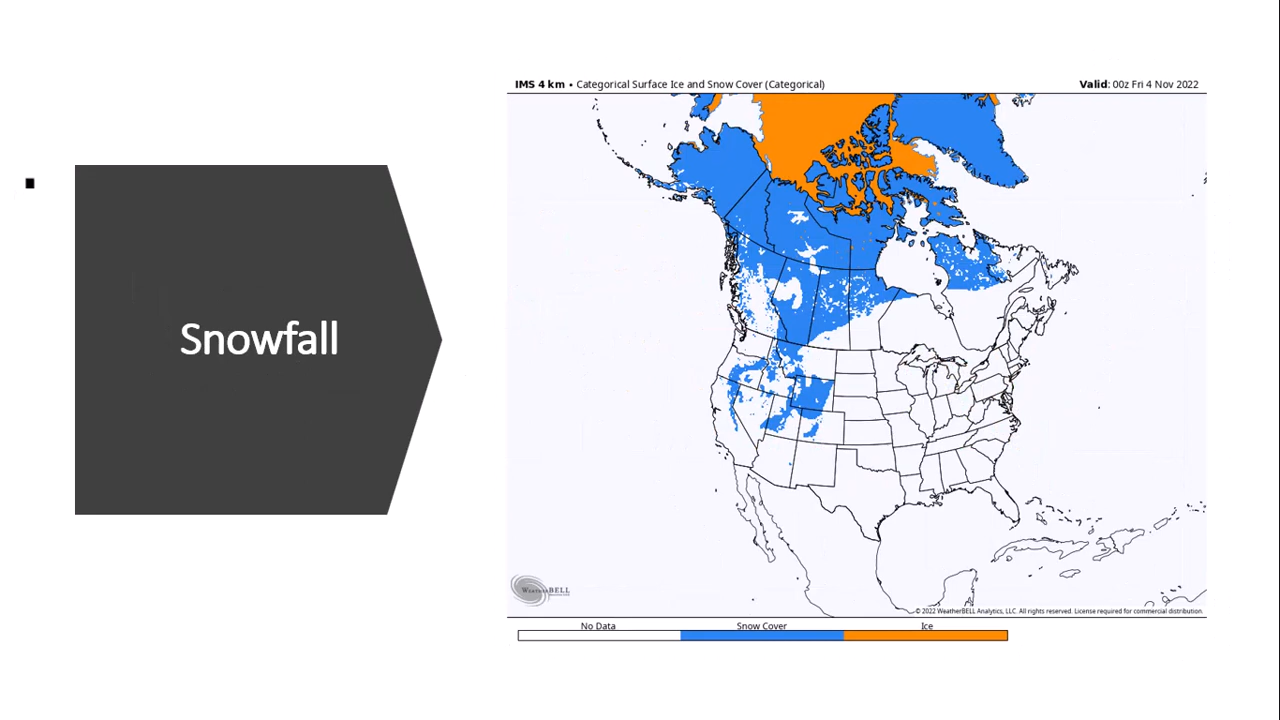 IMS 4 km • Categorical Surface Ice and Snow Cover (Categorical)
Valid: 00z Fri 4 Nov 2022
Snowfall
WEATHERBELL
© 2022 WeatherBELL Analytics, LLC. All rights reserved. License required for commercial distribution.
No Data
Snow Cover
Ice